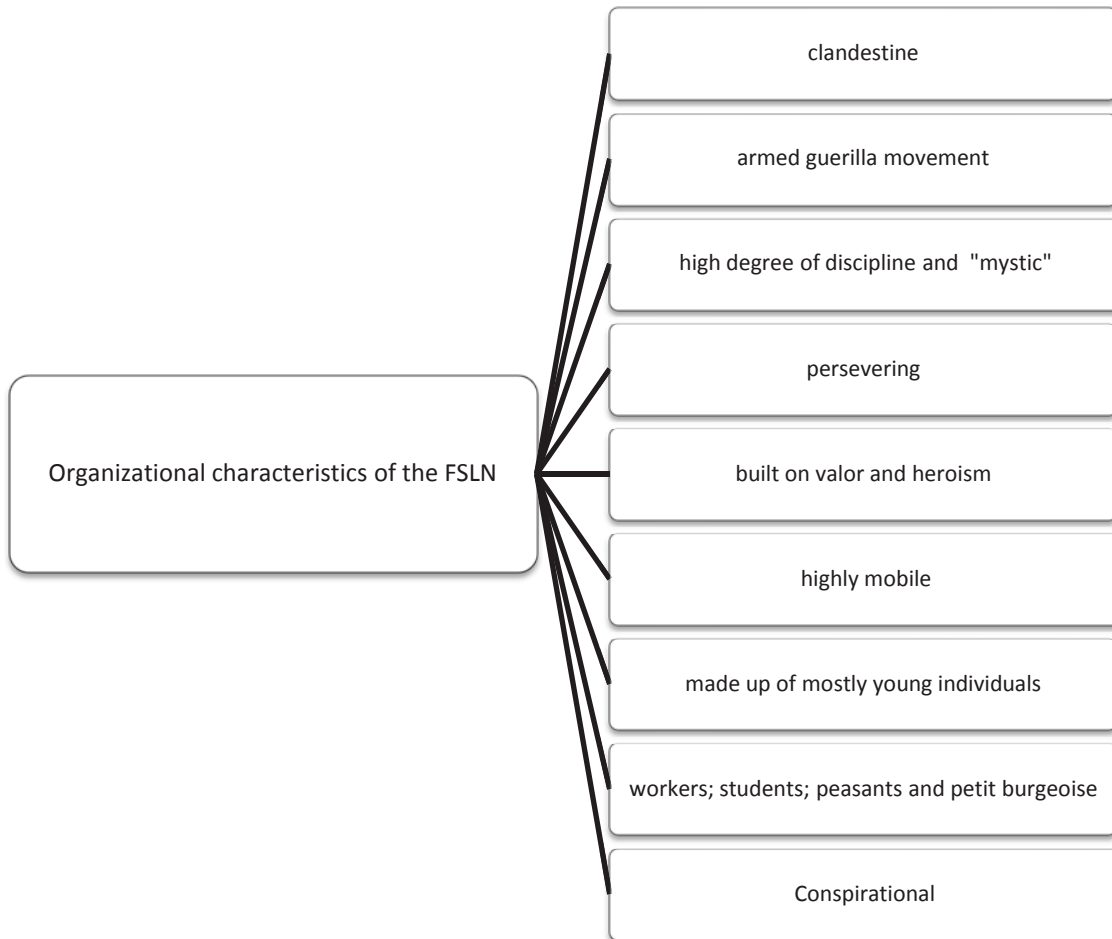 clandestine
armed guerilla movement
high degree of discipline and "mystic"
persevering
Organizational characteristics of the FSLN
built on valor and heroism
highly mobile
made up of mostly young individuals
workers; students; peasants and petit burgeoise
Conspirational